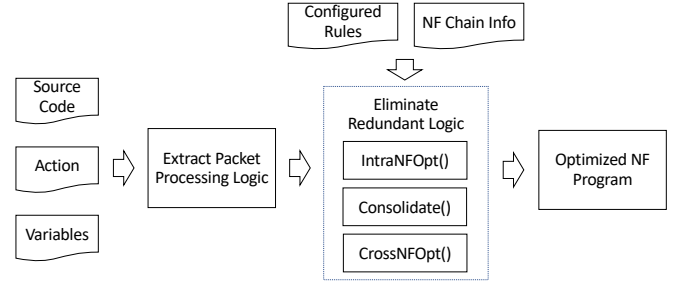 Configured
Rules
NF Chain Info
Source
Code
Action
Variables
Extract Packet
Processing Logic
Eliminate
Redundant Logic
IntraNFOpt()
Consolidate()
CrossNFOpt()
Optimized NF
Program